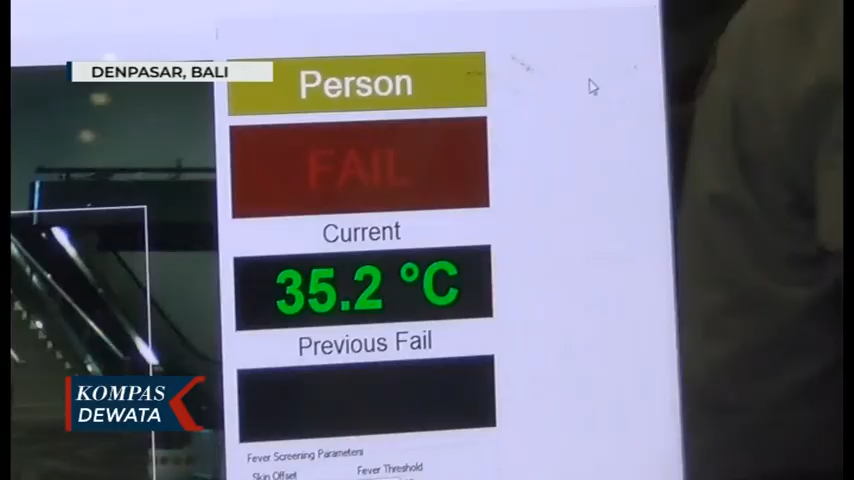 DENPASAR, BALI
Person
FAIL
Current
35.2 °C
Previous Fail
KOMPAS
DEWATA
Fever Screening Parameters
Skin Offset
Fever Threshold